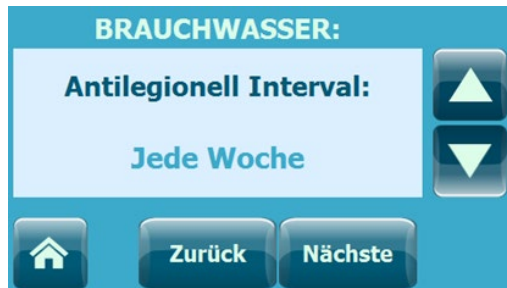 BRAUCHWASSER:
Antilegionell Interval:
Jede Woche
Zurück Nächste